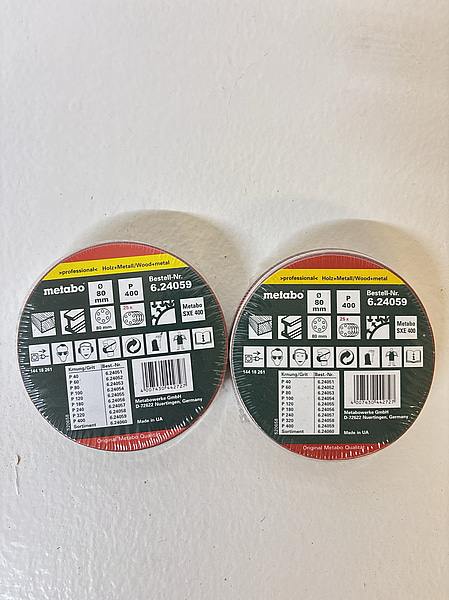 >professional< Holz+Metall/Wood+metal
metabo
Ø
80
mm
P
400
Bestell-Nr.
6.24059
25 x
80 mm
Metabo
SXE 400
144 18 261
Körnung/Grit Best.-Nr.
P 40 6.24051
P 60 6.24052
P 80 6.24053
P 100 6.24054
P 120 6.24055
P 180 6.24056
P 240 6.24057
P 320 6.24058
P 400 6.24059
Sortiment 6.24060
4 007430 442727
Metabowerke GmbH
D-72622 Nuertingen, Germany
Made in UA
Original Metabo Qualität
>professional< Holz+Metall/Wood+metal
metabo
Ø
80
mm
P
400
Bestell-Nr.
6.24059
25 x
80 mm
Metabo
SXE 400
144 18 261
Körnung/Grit Best.-Nr.
P 40 6.24051
P 60 6.24052
P 80 6.24053
P 100 6.24054
P 120 6.24055
P 180 6.24056
P 240 6.24057
P 320 6.24058
P 400 6.24059
Sortiment 6.24060
4 007430 442727
Metabowerke GmbH
D-72622 Nuertingen, Germany
Made in UA
Original Metabo Qualität